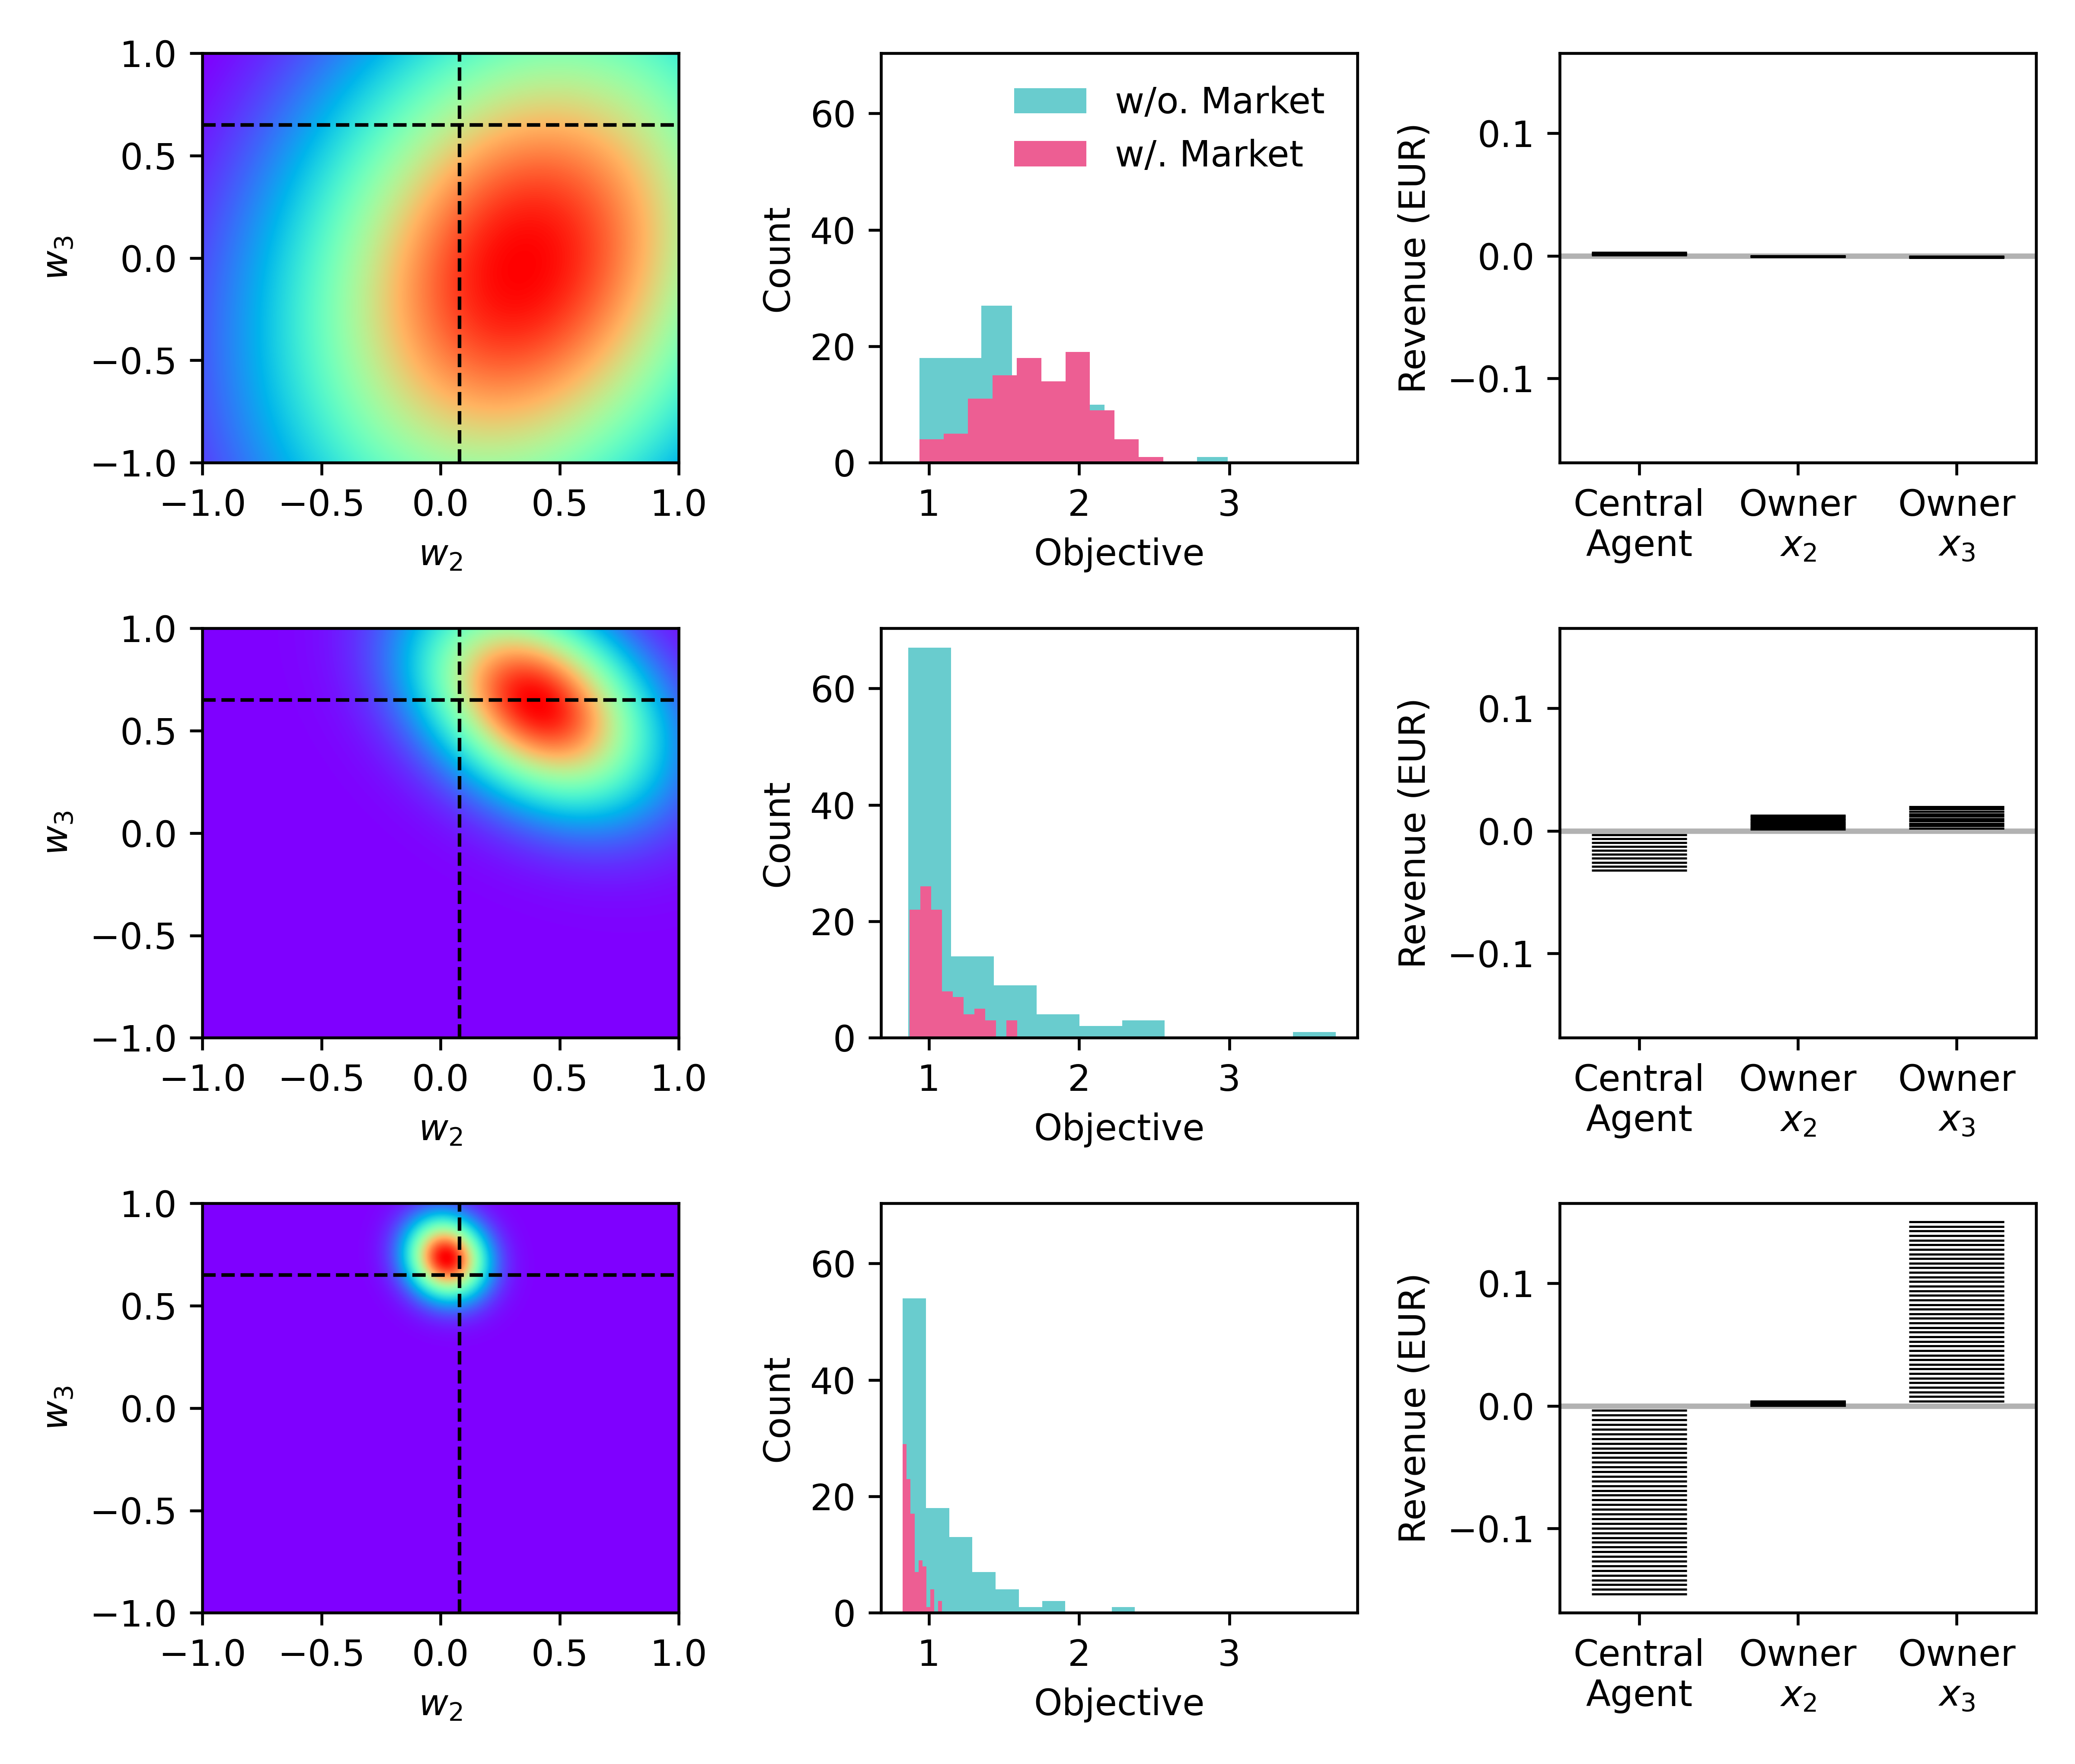 1.0
0.5
0.0
−0.5
−1.0
w3
−1.0 −0.5 0.0 0.5 1.0
w2
60
40
20
0
Count
w/o. Market
w/. Market
1 2 3
Objective
0.1
0.0
−0.1
Revenue (EUR)
Central Owner Owner
Agent x2 x3
1.0
0.5
0.0
−0.5
−1.0
w3
−1.0 −0.5 0.0 0.5 1.0
w2
60
40
20
0
Count
1 2 3
Objective
0.1
0.0
−0.1
Revenue (EUR)
Central Owner Owner
Agent x2 x3
1.0
0.5
0.0
−0.5
−1.0
w3
−1.0 −0.5 0.0 0.5 1.0
w2
60
40
20
0
Count
1 2 3
Objective
0.1
0.0
−0.1
Revenue (EUR)
Central Owner Owner
Agent x2 x3